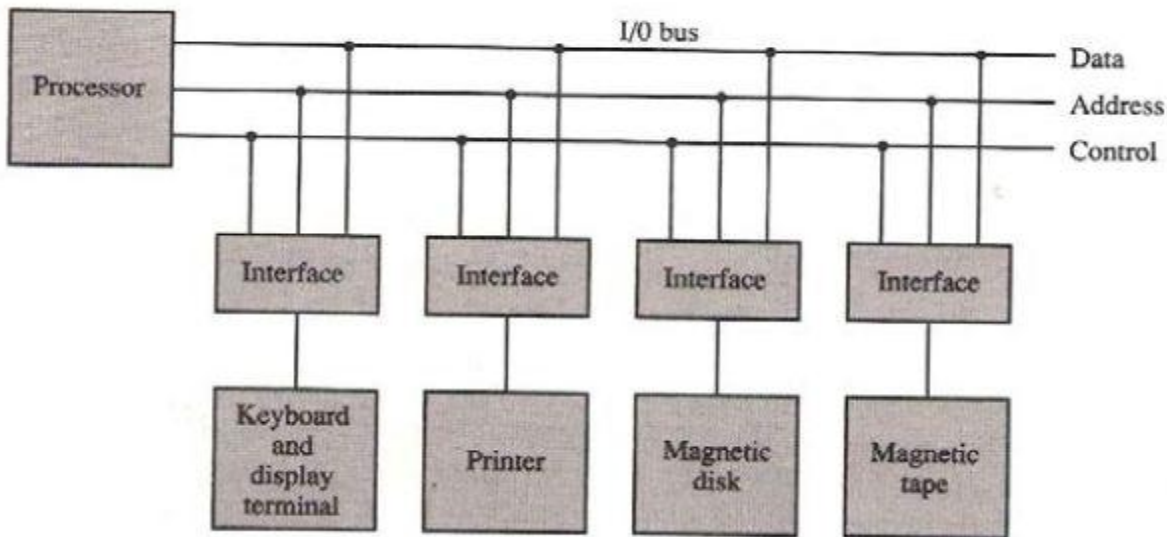 I/0 bus
Data
Processor
Address
Control
Interface
Interface
Interface
Interface
Keyboard
and
display
terminal
Printer
Magnetic
disk
Magnetic
tape